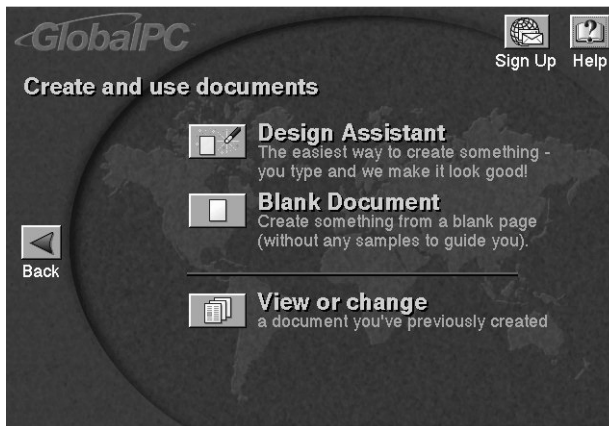 GlobalPC
Sign Up
Help
Create and use documents
Design Assistant
The easiest way to create something -
you type and we make it look good!
Blank Document
Create something from a blank page
(without any samples to guide you).
Back
View or change
a document you've previously created